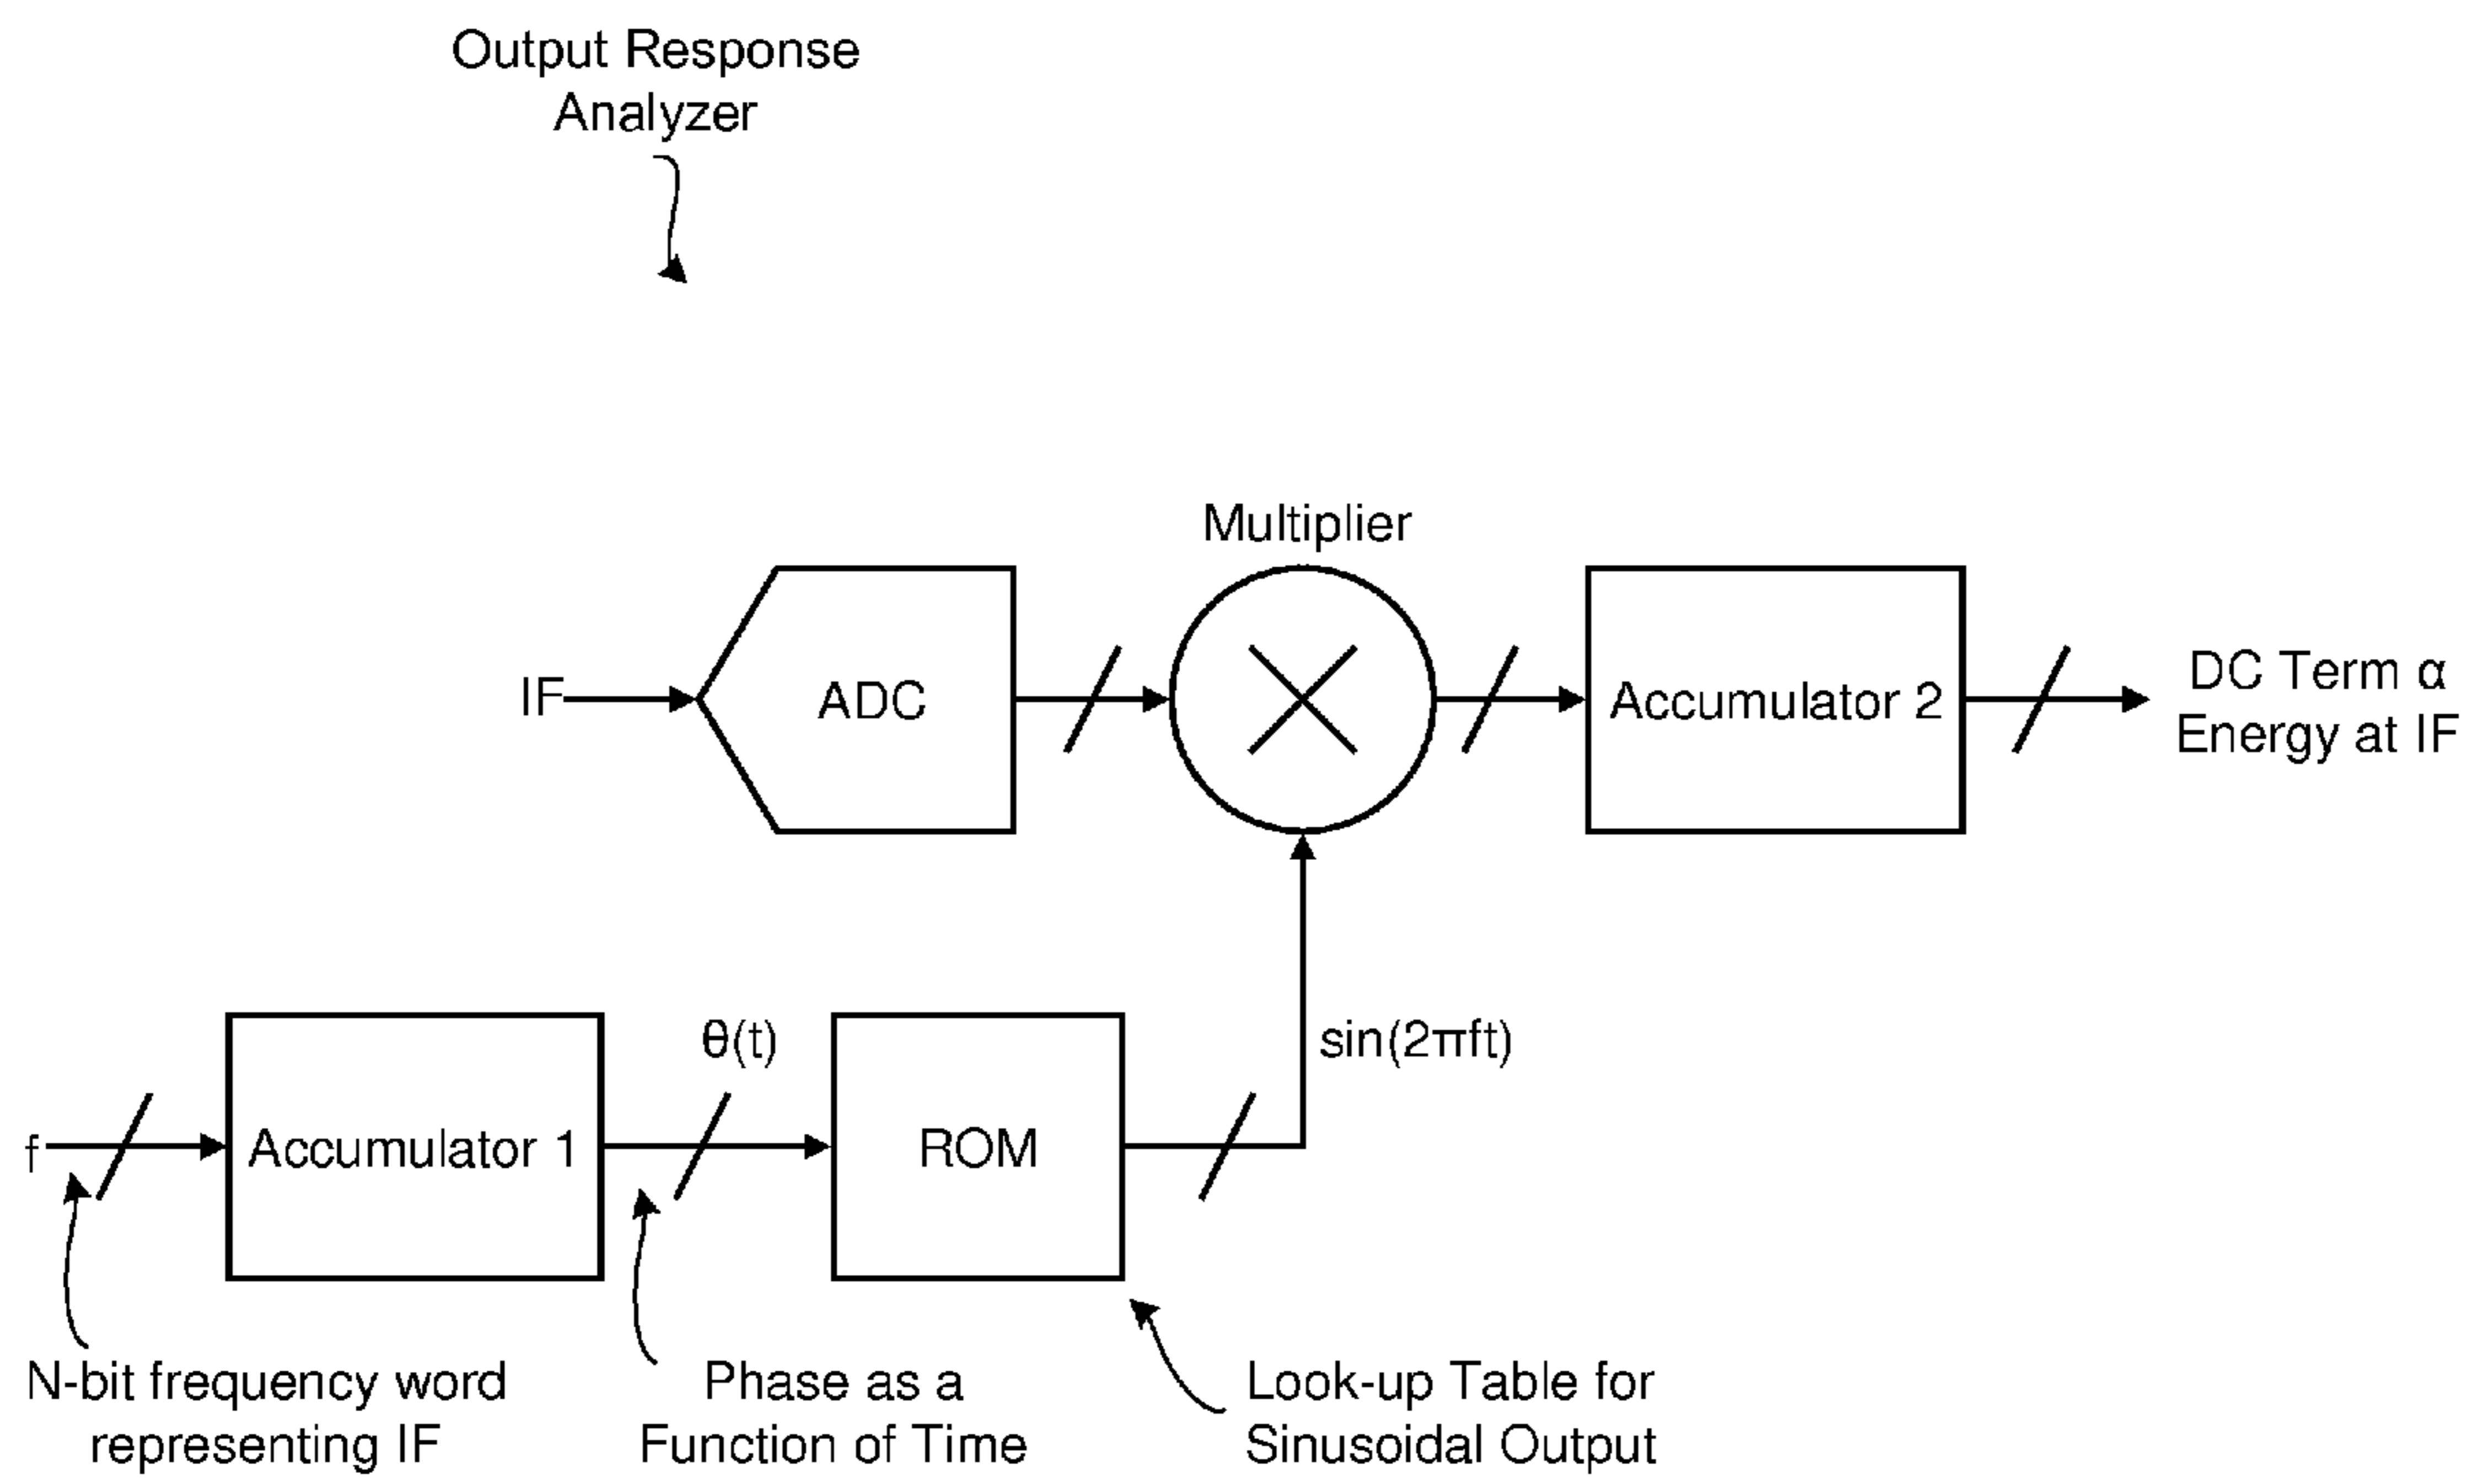 Output Response
Analyzer
Multiplier
IF
ADC
Accumulator 2
DC Term α
Energy at IF
θ(t)
sin(2πft)
f
Accumulator 1
ROM
N-bit frequency word
representing IF
Phase as a
Function of Time
Look-up Table for
Sinusoidal Output